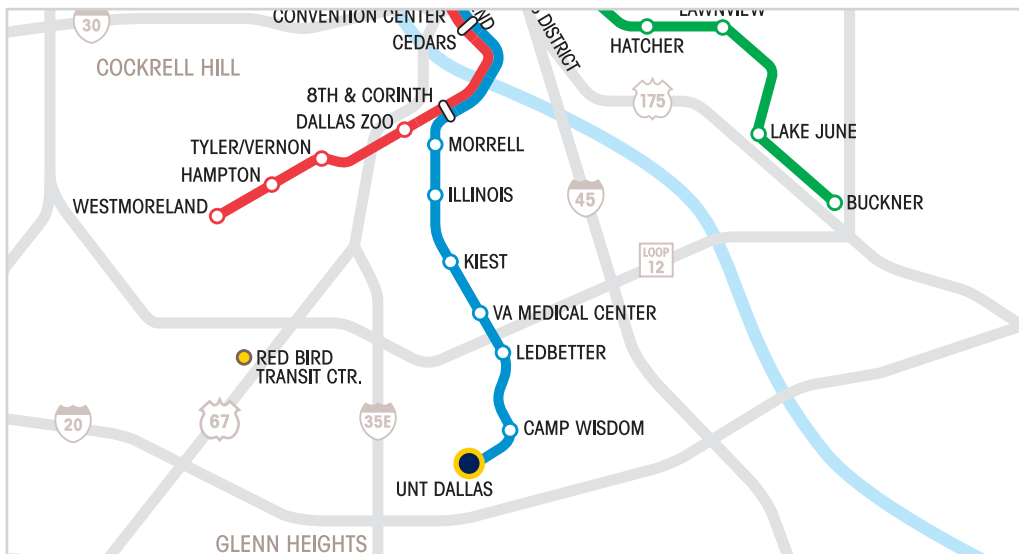 30
CONVENTION CENTER
ND
LAWNVIEW
CEDARS
DISTRICT
HATCHER
COCKRELL HILL
8TH & CORINTH
175
DALLAS ZOO
LAKE JUNE
TYLER/VERNON
MORRELL
HAMPTON
ILLINOIS
45
WESTMORELAND
BUCKNER
KIEST
LOOP
12
VA MEDICAL CENTER
RED BIRD
TRANSIT CTR.
LEDBETTER
67
35E
20
CAMP WISDOM
UNT DALLAS
GLENN HEIGHTS